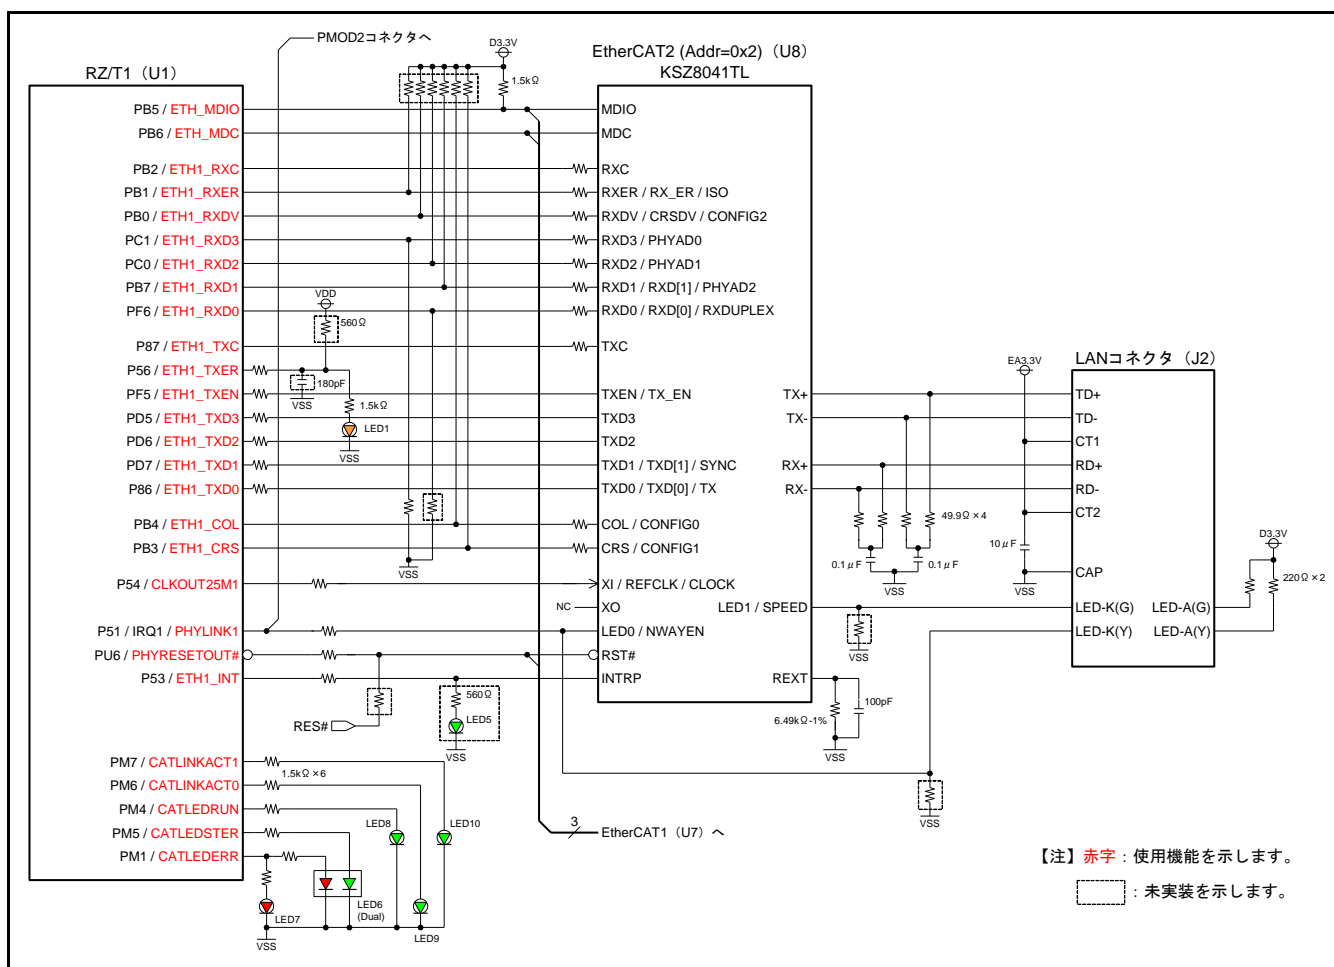 PMOD2コネクタへ
D3.3V
1.5kΩ
RZ/T1（U1）
EtherCAT2 (Addr=0x2)（U8）
KSZ8041TL
PB5 / ETH_MDIO
PB6 / ETH_MDC
PB2 / ETH1_RXC
PB1 / ETH1_RXER
PB0 / ETH1_RXDV
PC1 / ETH1_RXD3
PC0 / ETH1_RXD2
PB7 / ETH1_RXD1
PF6 / ETH1_RXD0
P87 / ETH1_TXC
P56 / ETH1_TXER
PF5 / ETH1_TXEN
PD5 / ETH1_TXD3
PD6 / ETH1_TXD2
PD7 / ETH1_TXD1
P86 / ETH1_TXD0
PB4 / ETH1_COL
PB3 / ETH1_CRS
P54 / CLKOUT25M1
P51 / IRQ1 / PHYLINK1
PU6 / PHYRESETOUT#
P53 / ETH1_INT
PM7 / CATLINKACT1
PM6 / CATLINKACT0
PM4 / CATLEDRUN
PM5 / CATLEDSTER
PM1 / CATLEDERR
VDD
560Ω
180pF
VSS
1.5kΩ
LED1
VSS
VSS
NC
RES#
560Ω
LED5
VSS
1.5kΩ×6
LED8
LED10
LED6
(Dual)
LED7
LED9
VSS
3
EtherCAT1（U7）へ
MDIO
MDC
RXC
RXER / RX_ER / ISO
RXDV / CRSDV / CONFIG2
RXD3 / PHYAD0
RXD2 / PHYAD1
RXD1 / RXD[1] / PHYAD2
RXD0 / RXD[0] / RXDUPLEX
TXC
TXEN / TX_EN
TXD3
TXD2
TXD1 / TXD[1] / SYNC
TXD0 / TXD[0] / TX
COL / CONFIG0
CRS / CONFIG1
XI / REFCLK / CLOCK
XO
LED0 / NWAYEN
RST#
INTRP
TX+
TX-
RX+
RX-
LED1 / SPEED
REXT
49.9Ω×4
0.1μF
0.1μF
VSS
VSS
6.49kΩ-1%
100pF
VSS
VSS
EA3.3V
10μF
VSS
LANコネクタ（J2）
TD+
TD-
CT1
RD+
RD-
CT2
CAP
LED-K(G)
LED-K(Y)
LED-A(G)
LED-A(Y)
D3.3V
220Ω×2
【注】赤字：使用機能を示します。
：未実装を示します。